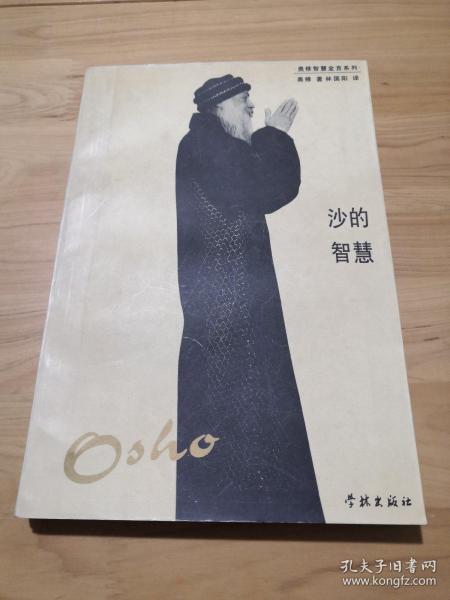 奥修智慧金言系列
奥修 著 林国阳 译
沙的
智慧
Osho
学林出版社
孔夫子旧书网
www.kongfz.com